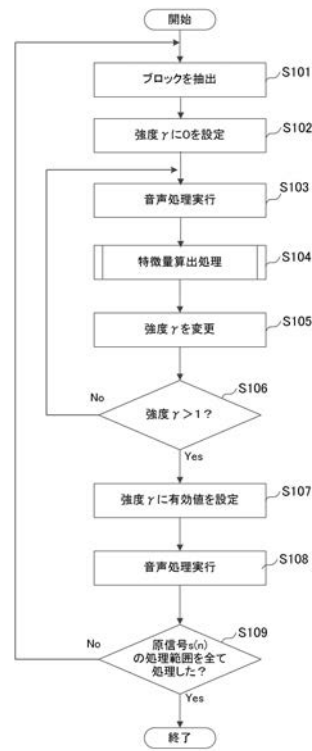 開始
ブロックを抽出
S101
強度γに0を設定
S102
音声処理実行
S103
特徴量算出処理
S104
強度γを変更
S105
強度γ>1?
S106
No
Yes
強度γに有効値を設定
S107
音声処理実行
S108
原信号s(n)
の処理範囲を全て
処理した?
S109
No
Yes
終了